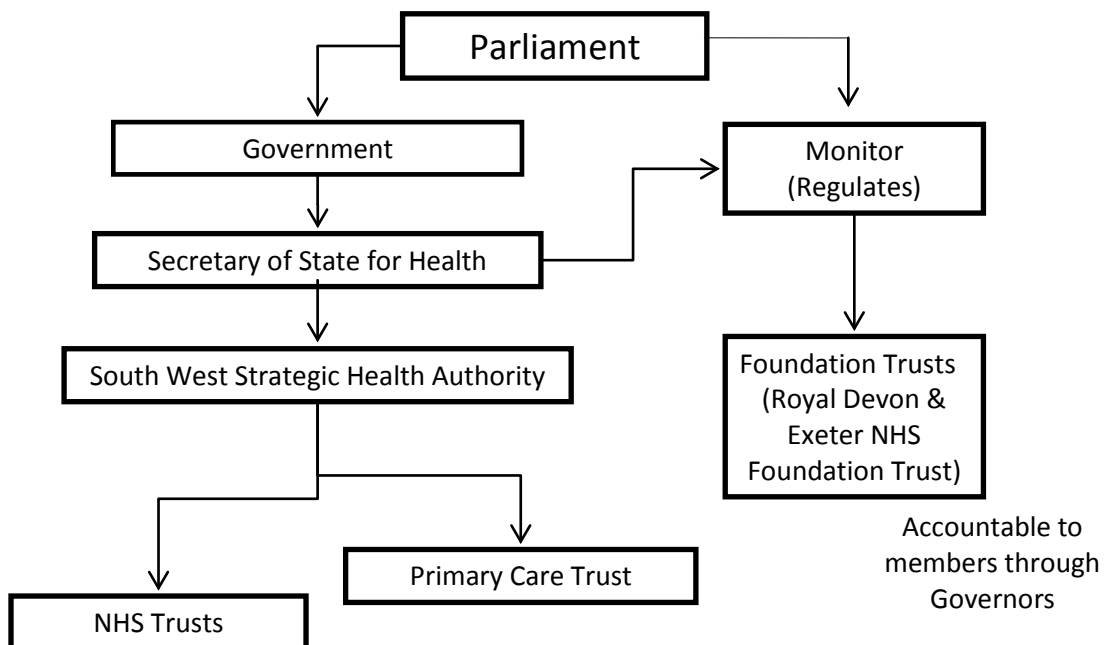 Parliament
Government
Monitor
(Regulates)
Secretary of State for Health
South West Strategic Health Authority
Foundation Trusts
(Royal Devon &
Exeter NHS
Foundation Trust)
Accountable to
members through
Governors
Primary Care Trust
NHS Trusts